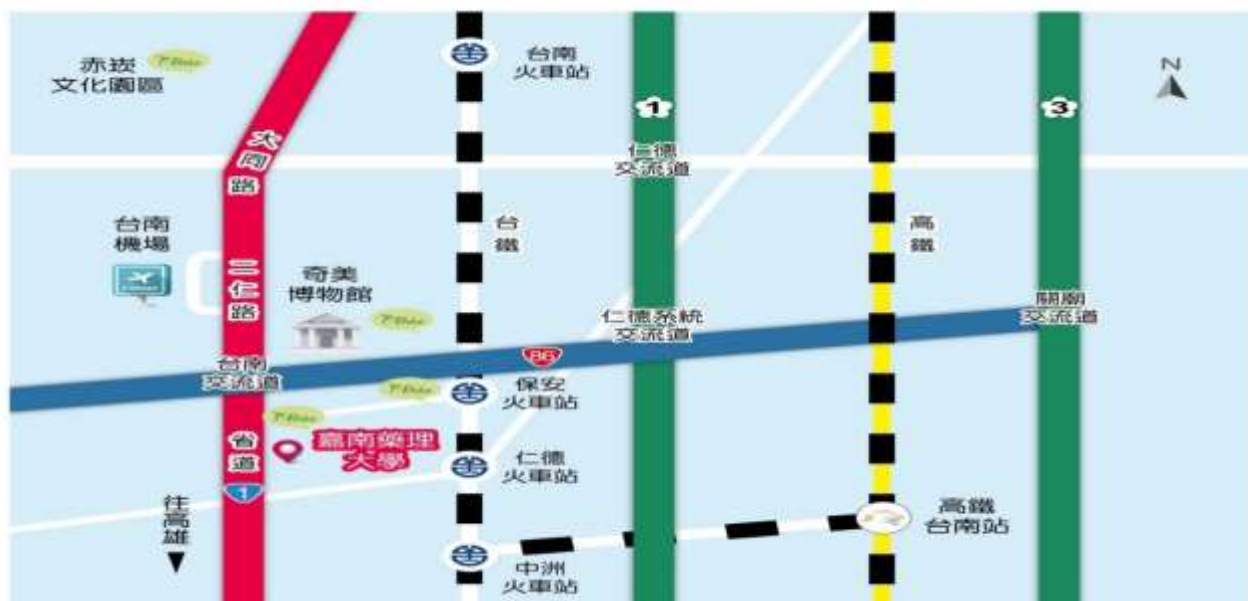 台南
火車站
赤崁
文化園區
N
1
3
大同路
仁德
交流道
台鐵
高鐵
台南
機場
二仁路
奇美
博物館
關廟
交流道
仁德系統
交流道
86
台南
交流道
保安
火車站
省道
1
嘉南藥理
大學
仁德
火車站
往高雄
高鐵
台南站
中洲
火車站